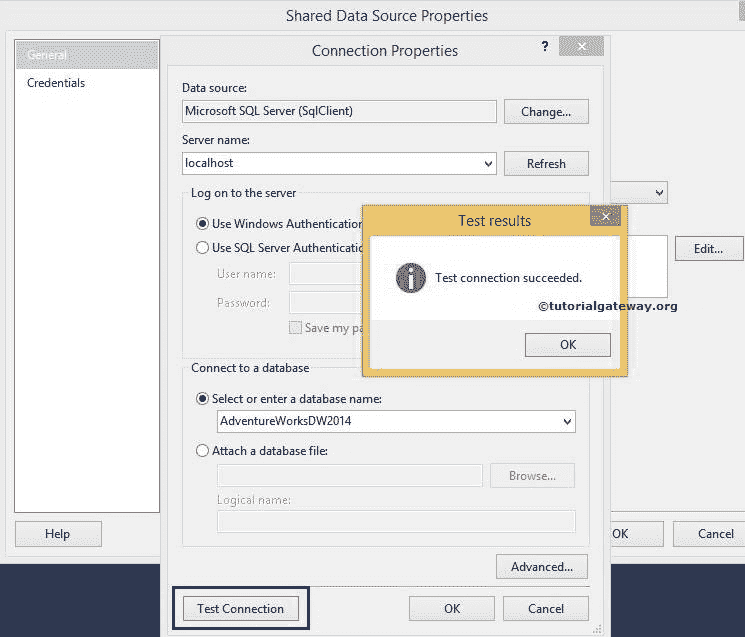 Shared Data Source Properties
General
Credentials
Connection Properties
?
Data source:
Microsoft SQL Server (SqlClient)
Change...
Server name:
localhost
Refresh
Log on to the server
Use Windows Authentication
Use SQL Server Authenticatio
User name:
Password:
Save my pa
Test results
Test connection succeeded.
©tutorialgateway.org
OK
Edit...
Connect to a database
Select or enter a database name:
AdventureWorksDW2014
Attach a database file:
Browse...
Logical name:
Advanced...
Test Connection
OK
Cancel
Help
OK
Cancel